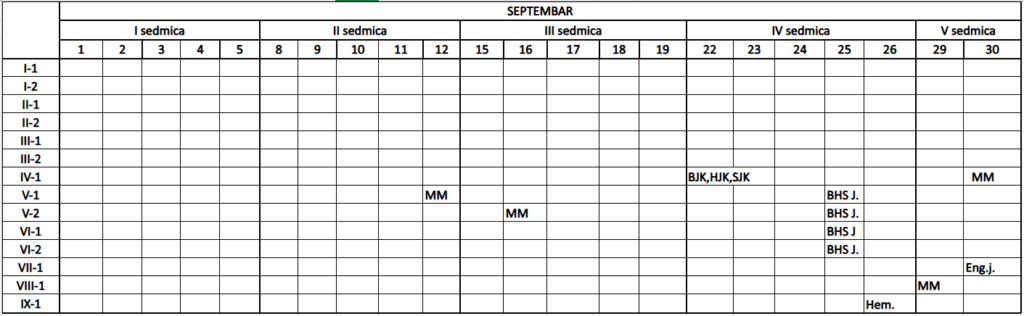 SEPTEMBAR
I sedmica II sedmica III sedmica IV sedmica V sedmica
1 2 3 4 5 8 9 10 11 12 15 16 17 18 19 22 23 24 25 26 29 30
I-1
I-2
II-1
II-2
III-1
III-2
IV-1 BJK,HJK,SJK MM
V-1 MM BHS J.
V-2 MM BHS J.
VI-1 BHS J
VI-2 BHS J.
VII-1 Eng.j.
VIII-1 MM
IX-1 Hem.